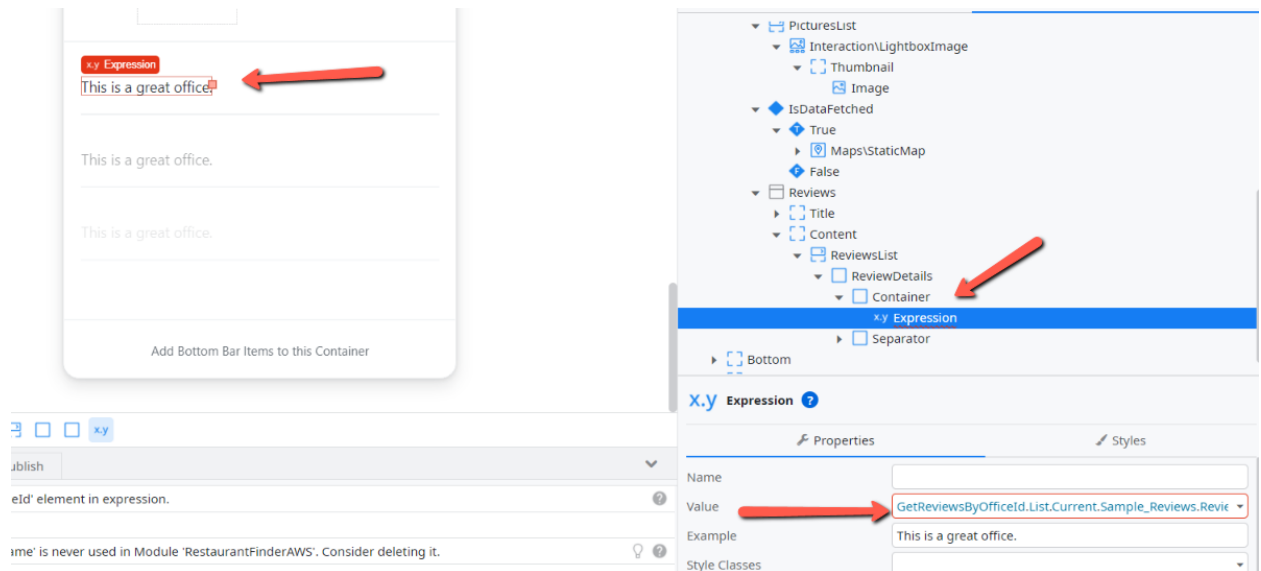 x.y Expression
This is a great office.
This is a great office.
This is a great office.
Add Bottom Bar Items to this Container
x.y
ublish
eId' element in expression.
ame' is never used in Module 'RestaurantFinderAWS'. Consider deleting it.
PicturesList
Interaction\LightboxImage
Thumbnail
Image
IsDataFetched
T True
Maps\StaticMap
F False
Reviews
Title
Content
ReviewsList
ReviewDetails
Container
x.y Expression
Separator
Bottom
x.y Expression ?
Properties Styles
Name
Value GetReviewsByOfficeId.List.Current.Sample_Reviews.Revie
Example This is a great office.
Style Classes